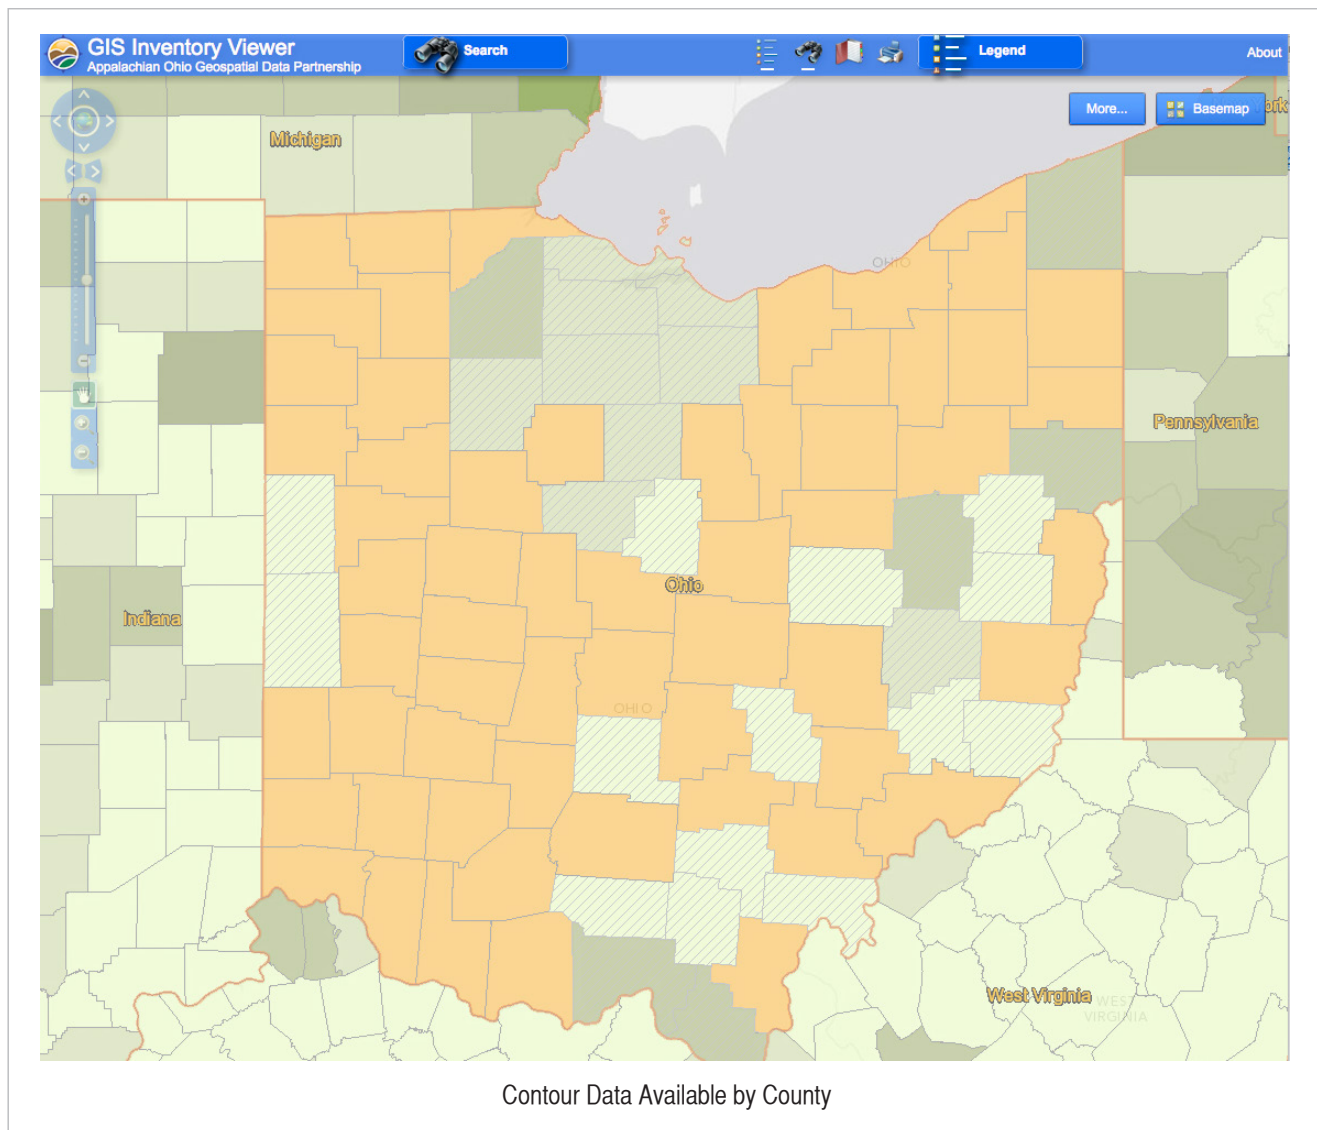 GIS Inventory Viewer
Appalachian Ohio Geospatial Data Partnership
Search
Legend
About
More...
Basemap
ork
Michigan
OHIO
Pennsylvania
Ohio
Indiana
OHIO
West Virginia
WEST
VIRGINIA
Contour Data Available by County